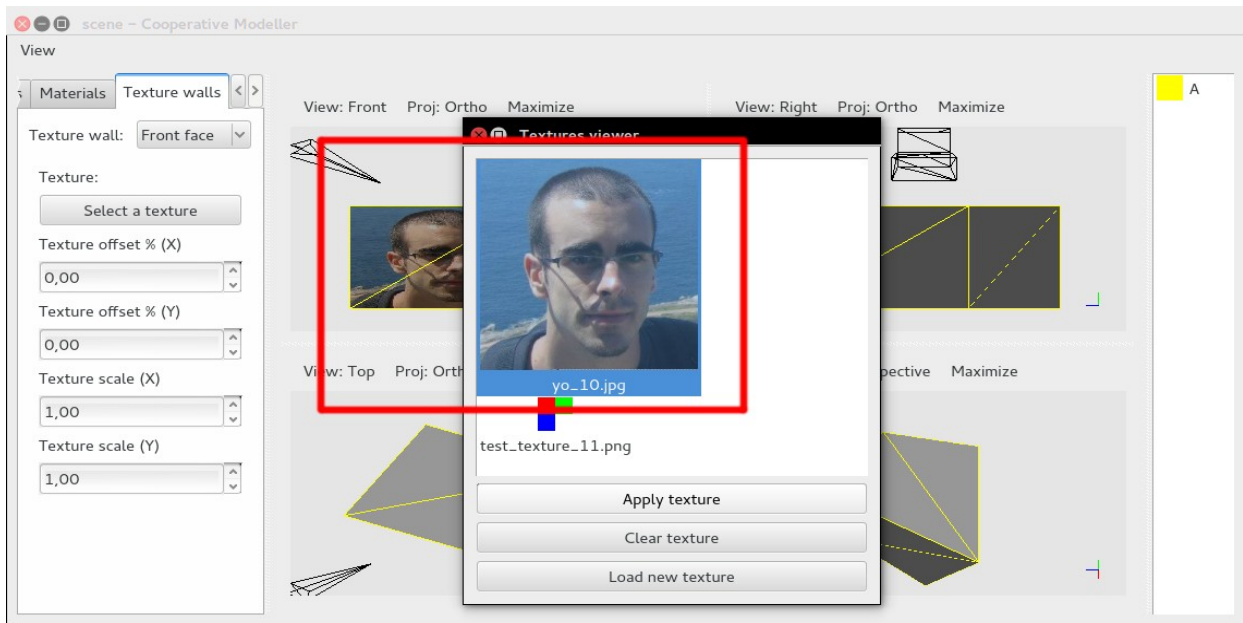 scene – Cooperative Modeller
View
Materials
Texture walls
Texture wall:
Front face
Texture:
Select a texture
Texture offset % (X)
0,00
Texture offset % (Y)
0,00
Texture scale (X)
1,00
Texture scale (Y)
1,00
View: Front Proj: Ortho Maximize
View: Right Proj: Ortho Maximize
View: Top Proj:
Maximize
Textures viewer
yo_10.jpg
test_texture_11.png
Apply texture
Clear texture
Load new texture
A